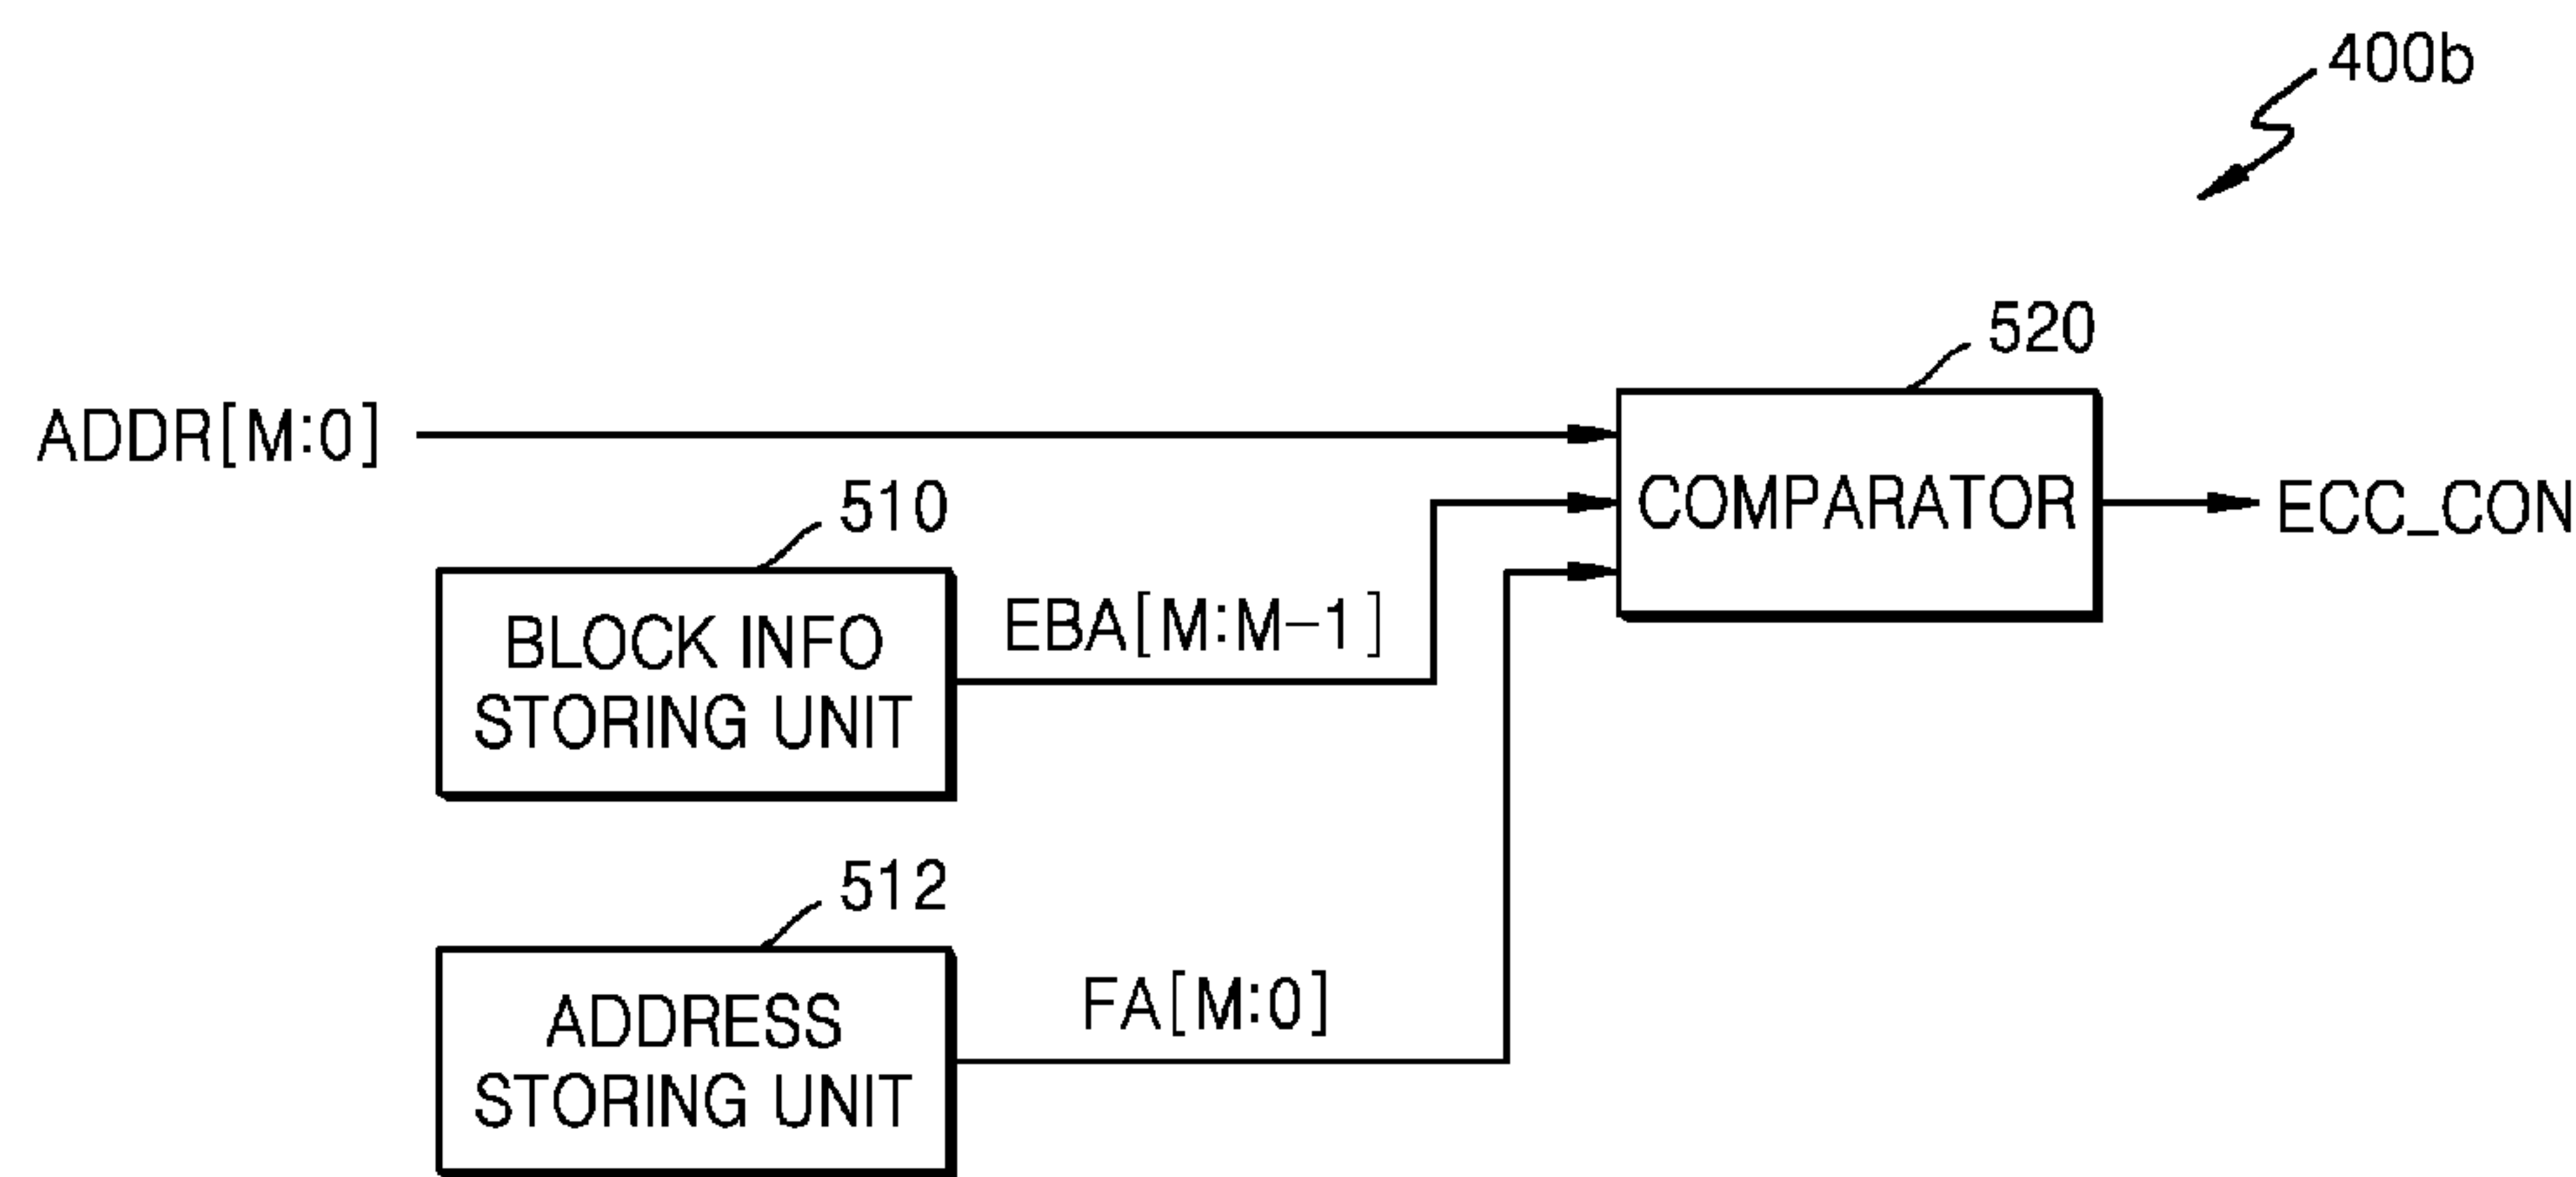 400b
520
ADDR[M:0]
COMPARATOR
ECC_CON
510
BLOCK INFO
STORING UNIT
EBA[M:M-1]
512
ADDRESS
STORING UNIT
FA[M:0]